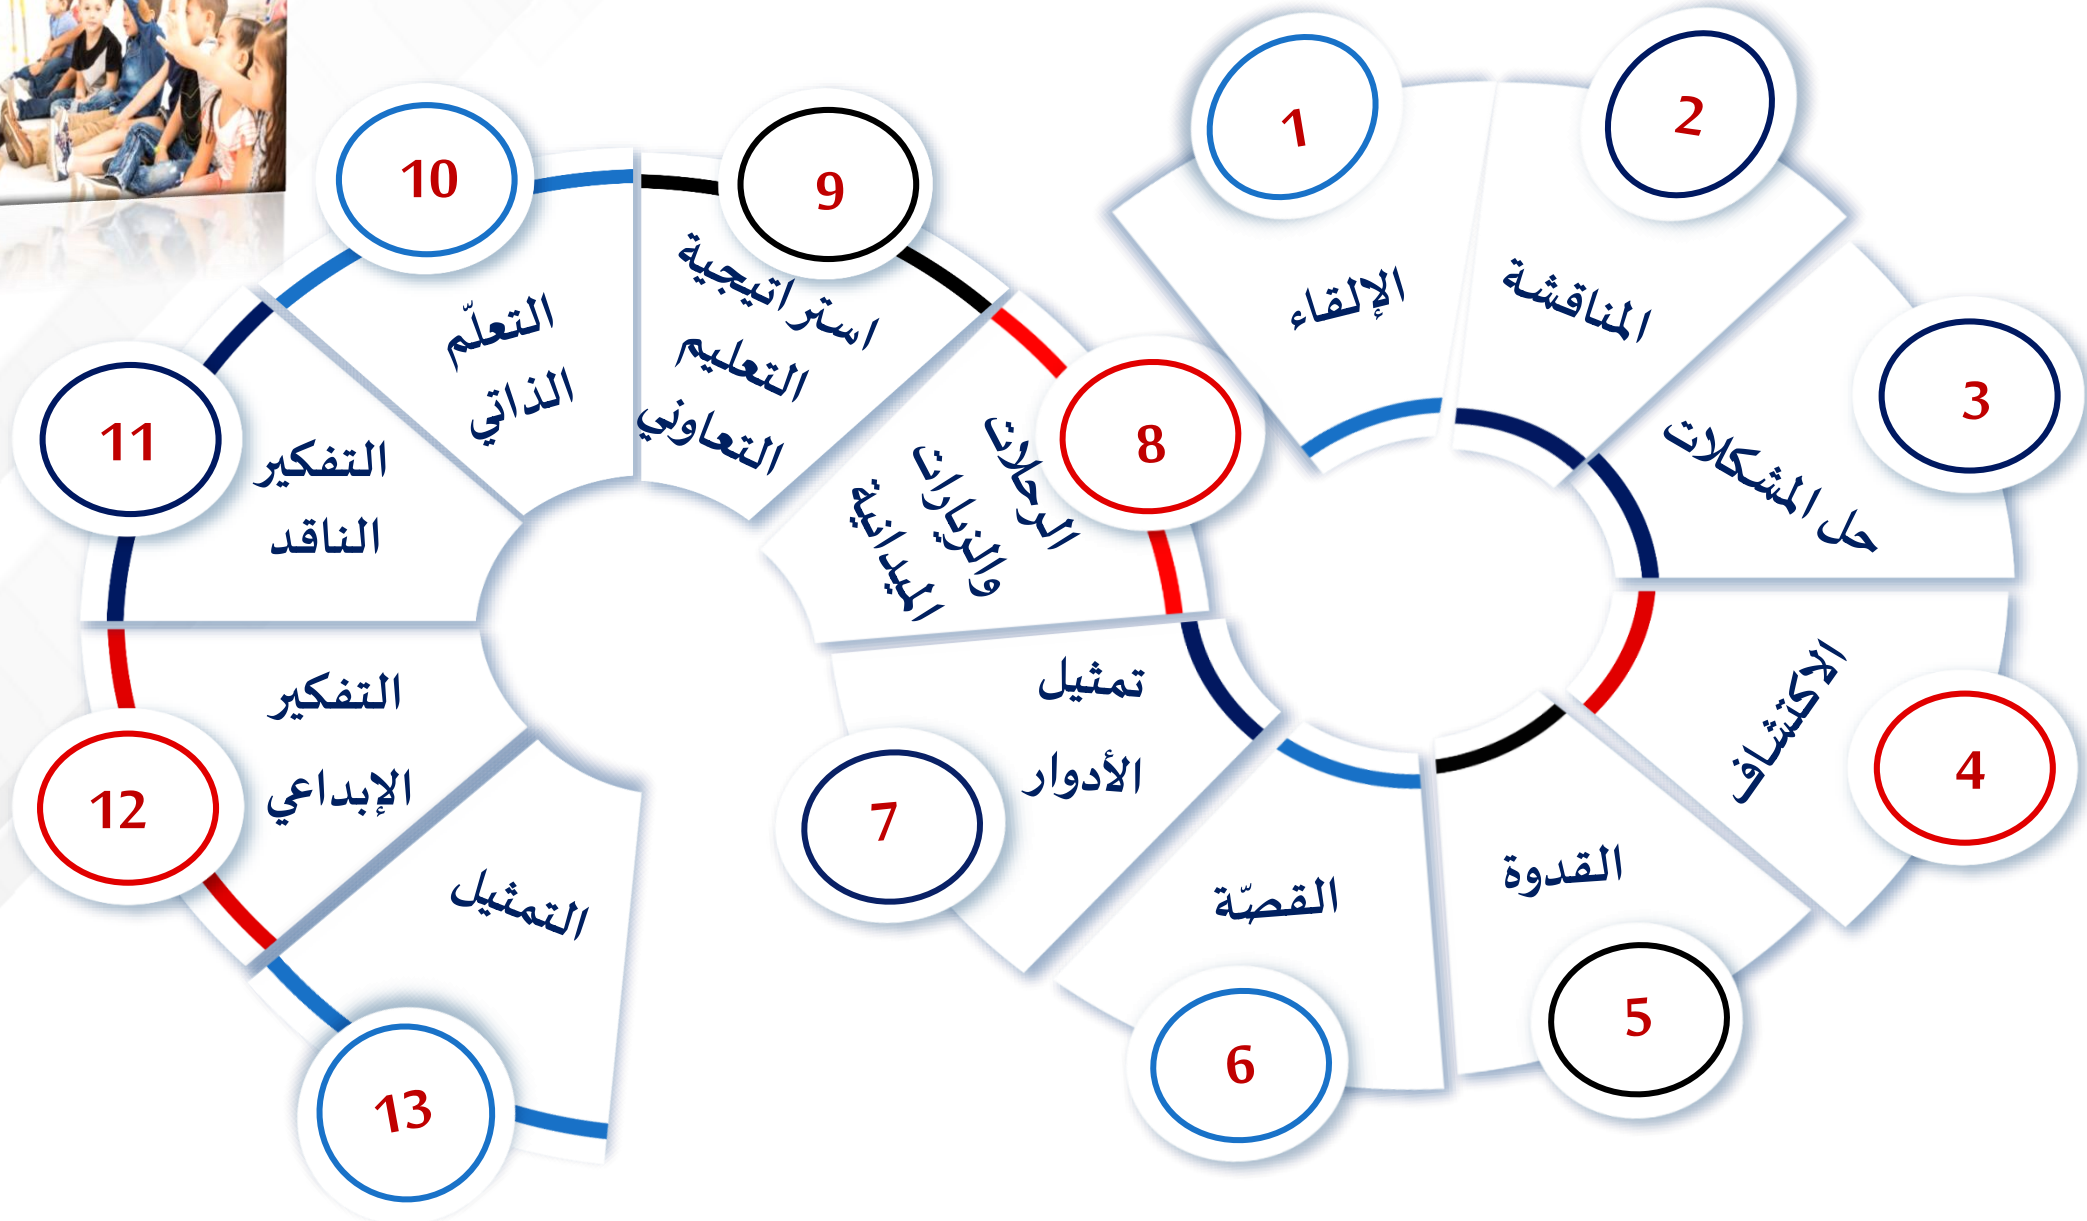 1
الإلقاء
2
المناقشة
3
حل المشكلات
4
الاكتشاف
5
القدوة
6
القصّة
7
تمثيل
الأدوار
8
الرحلات
والزيارات
الميدانية
9
استراتيجية
التعليم
التعاوني
10
التعلّم
الذاتي
11
التفكير
الناقد
12
التفكير
الإبداعي
13
التمثيل